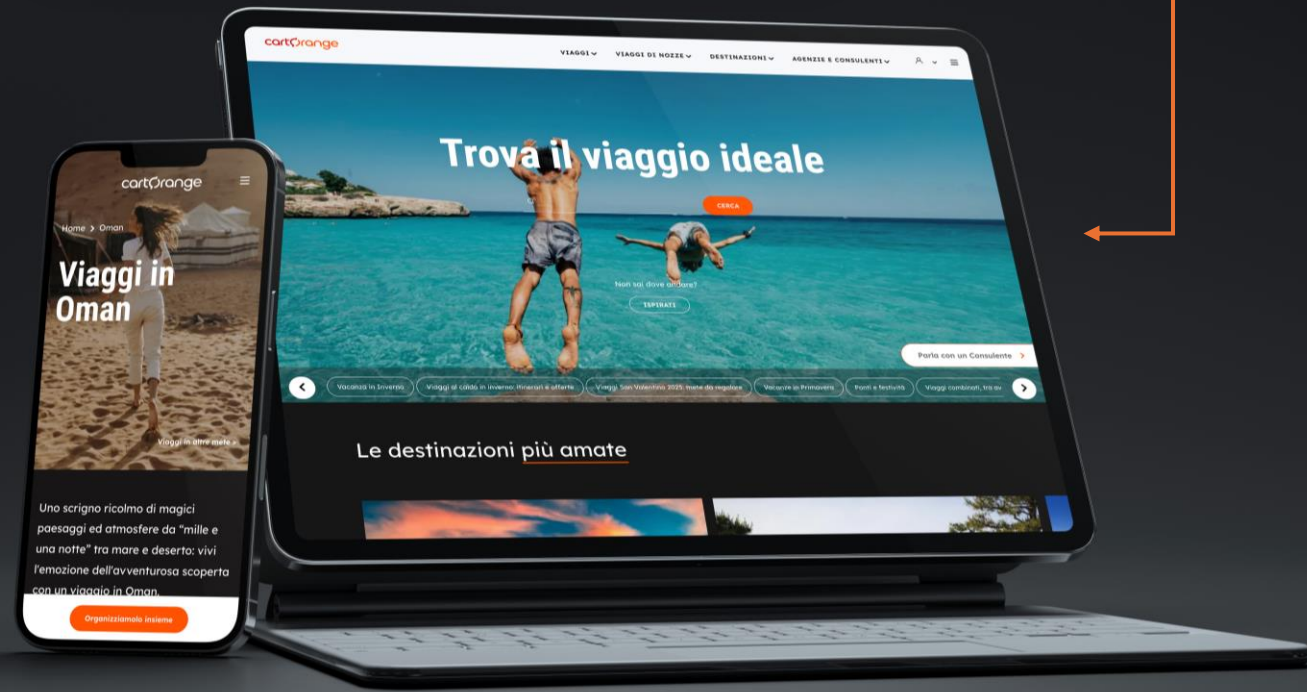 cartOrange
VIAGGI
VIAGGI DI NOZZE
DESTINAZIONI
AGENZIE E CONSULENTI
Trova il viaggio ideale
CERCA
Non sai dove andare?
ISPIRATI
Parla con un Consulente
Vacanza in Inverno
Viaggi al caldo in inverno: itinerari e offerte
Viaggi San Valentino 2025: mete da regalare
Vacanze in Primavera
Ponti e festività
Viaggi combinati, tra
Le destinazioni più amate
cartOrange
Home > Oman
Viaggi in
Oman
Viaggi in altre mete >
Uno scrigno ricolmo di magici
paesaggi ed atmosfere da "mille e
una notte" tra mare e deserto: vivi
l'emozione dell'avventurosa scoperta
con un viaggio in Oman.
Organizziamolo insieme